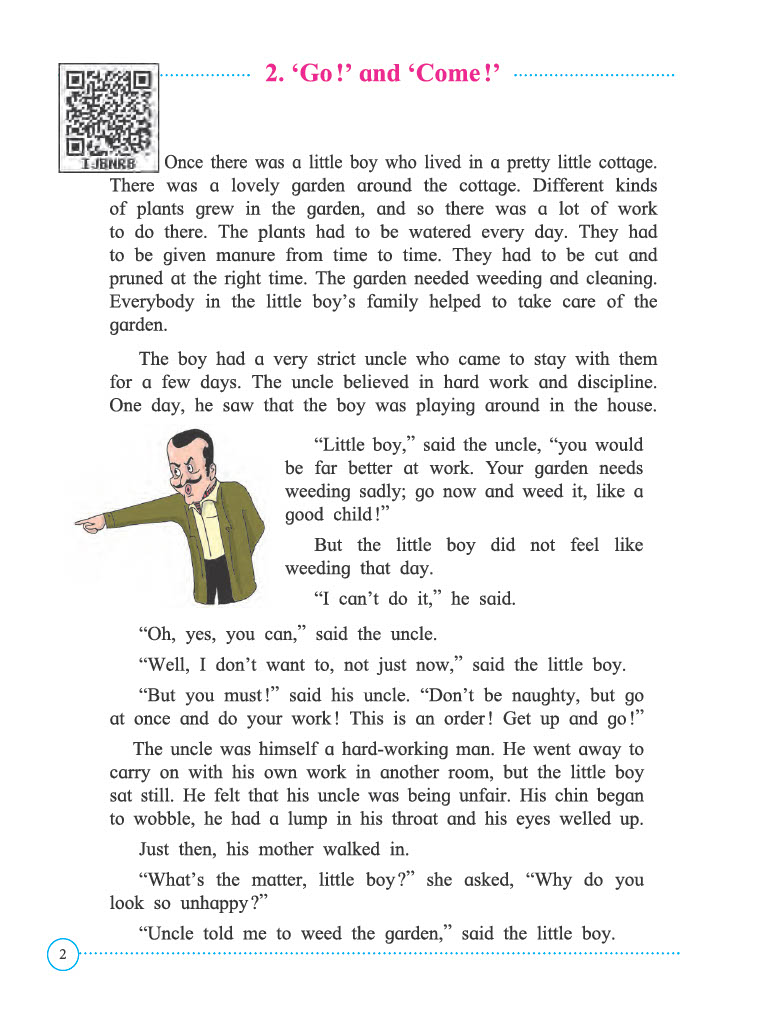 2. ‘Go!’ and ‘Come!’
IJBNRB
Once there was a little boy who lived in a pretty little cottage.
There was a lovely garden around the cottage. Different kinds
of plants grew in the garden, and so there was a lot of work
to do there. The plants had to be watered every day. They had
to be given manure from time to time. They had to be cut and
pruned at the right time. The garden needed weeding and cleaning.
Everybody in the little boy’s family helped to take care of the
garden.
The boy had a very strict uncle who came to stay with them
for a few days. The uncle believed in hard work and discipline.
One day, he saw that the boy was playing around in the house.
“Little boy,” said the uncle, “you would
be far better at work. Your garden needs
weeding sadly; go now and weed it, like a
good child!”
But the little boy did not feel like
weeding that day.
“I can’t do it,” he said.
“Oh, yes, you can,” said the uncle.
“Well, I don’t want to, not just now,” said the little boy.
“But you must!” said his uncle. “Don’t be naughty, but go
at once and do your work! This is an order! Get up and go!”
The uncle was himself a hard-working man. He went away to
carry on with his own work in another room, but the little boy
sat still. He felt that his uncle was being unfair. His chin began
to wobble, he had a lump in his throat and his eyes welled up.
Just then, his mother walked in.
“What’s the matter, little boy?” she asked, “Why do you
look so unhappy?”
“Uncle told me to weed the garden,” said the little boy.
2